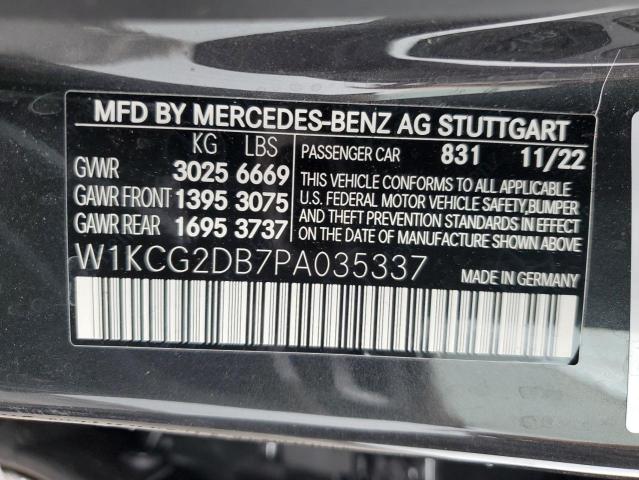 MFD BY MERCEDES-BENZ AG STUTTGART
KG LBS
GVWR 3025 6669
GAWR FRONT 1395 3075
GAWR REAR 1695 3737
PASSENGER CAR 831 11/22
THIS VEHICLE CONFORMS TO ALL APPLICABLE
U.S. FEDERAL MOTOR VEHICLE SAFETY, BUMPER
AND THEFT PREVENTION STANDARDS IN EFFECT
ON THE DATE OF MANUFACTURE SHOWN ABOVE.
W1KCG2DB7PA035337
MADE IN GERMANY